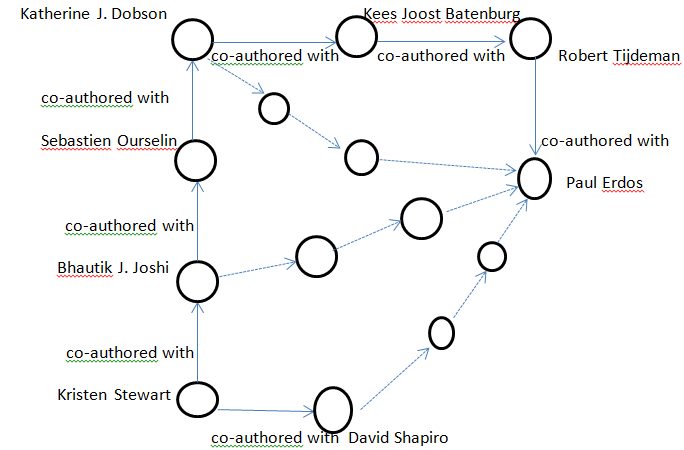 Katherine J. Dobson
Kees Joost Batenburg
co-authored with
co-authored with
Robert Tijdeman
co-authored with
Sebastien Ourselin
co-authored with
Paul Erdos
co-authored with
Bhautik J. Joshi
co-authored with
Kristen Stewart
co-authored with David Shapiro